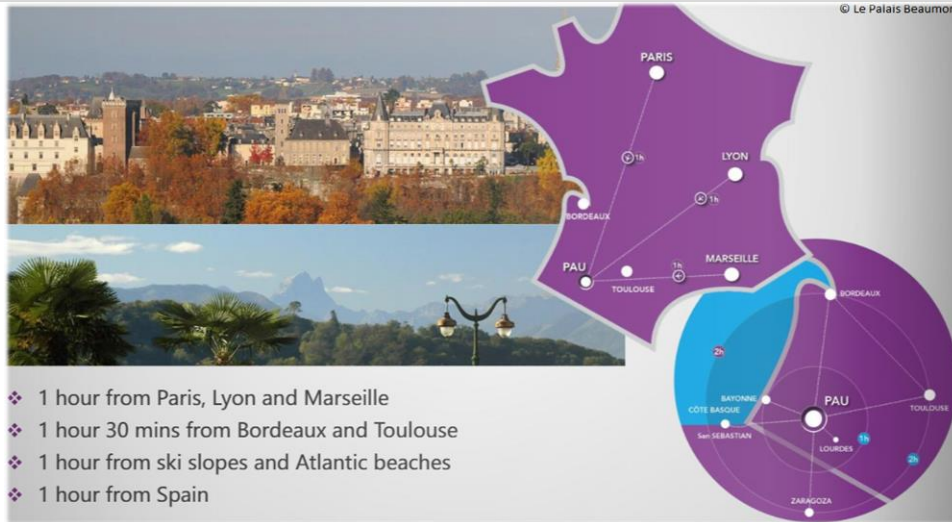 © Le Palais Beaumon
PARIS
1h
LYON
1h
BORDEAUX
PAU
1h
MARSEILLE
TOULOUSE
BORDEAUX
2h
BAYONNE
PAU
TOULOUSE
CÔTE BASQUE
San SEBASTIAN
LOURDES
1h
2h
ZARAGOZA
❖ 1 hour from Paris, Lyon and Marseille
❖ 1 hour 30 mins from Bordeaux and Toulouse
❖ 1 hour from ski slopes and Atlantic beaches
❖ 1 hour from Spain